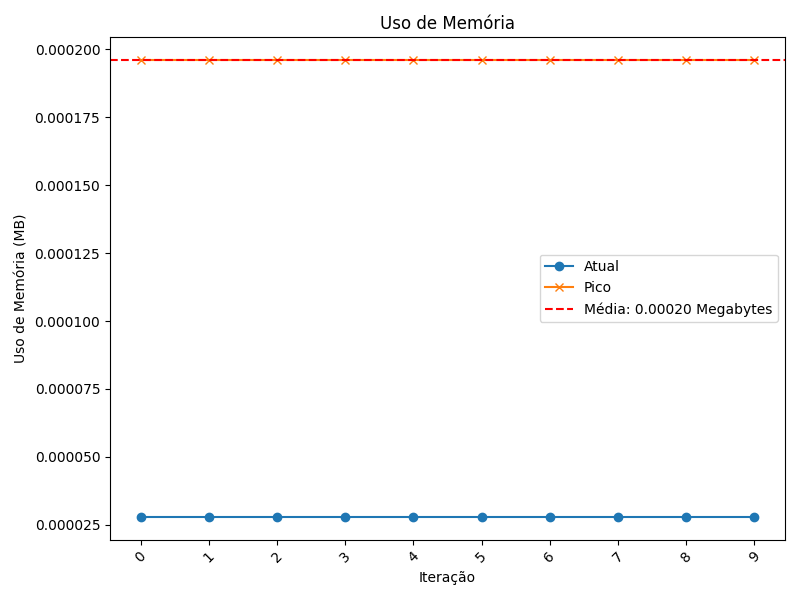 Uso de Memória
Uso de Memória (MB)
0.000200
0.000175
0.000150
0.000125
0.000100
0.000075
0.000050
0.000025
Atual
Pico
Média: 0.00020 Megabytes
0 1 2 3 4 5 6 7 8 9
Iteração